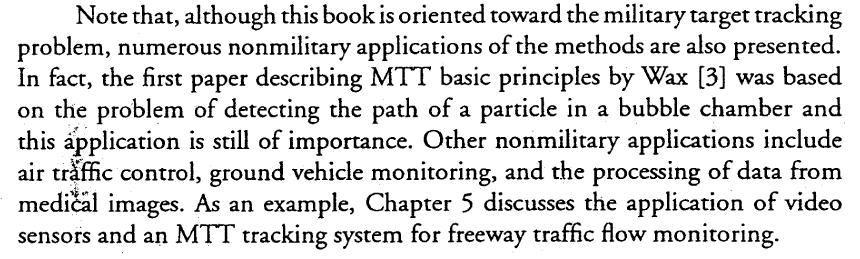 Note that, although this book is oriented toward the military target tracking
problem, numerous nonmilitary applications of the methods are also presented.
In fact, the first paper describing MTT basic principles by Wax [3] was based
on the problem of detecting the path of a particle in a bubble chamber and
this application is still of importance. Other nonmilitary applications include
air traffic control, ground vehicle monitoring, and the processing of data from
medical images. As an example, Chapter 5 discusses the application of video
sensors and an MTT tracking system for freeway traffic flow monitoring.